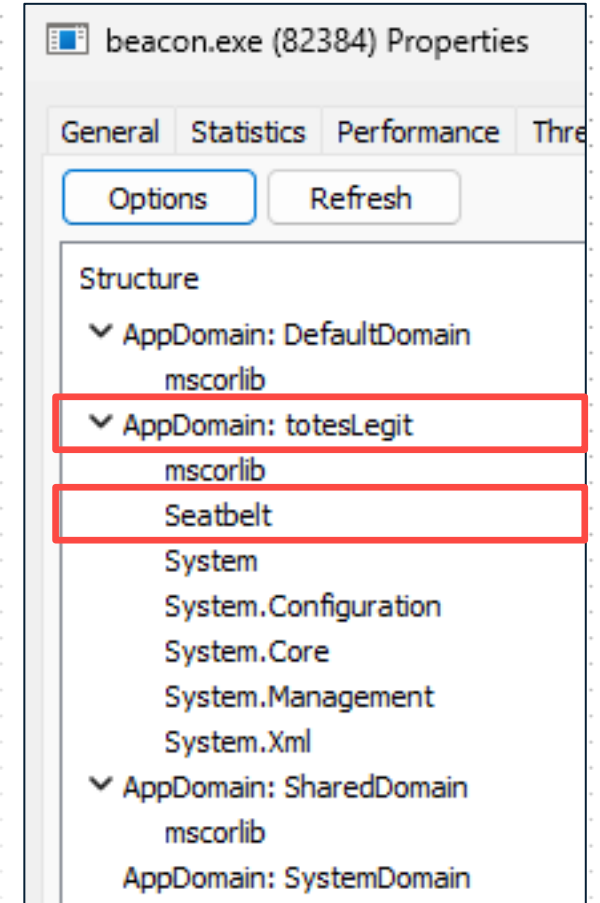 beacon.exe (82384) Properties
General Statistics Performance Thre
Options Refresh
Structure
AppDomain: DefaultDomain
mscorlib
AppDomain: totesLegit
mscorlib
Seatbelt
System
System.Configuration
System.Core
System.Management
System.Xml
AppDomain: SharedDomain
mscorlib
AppDomain: SystemDomain